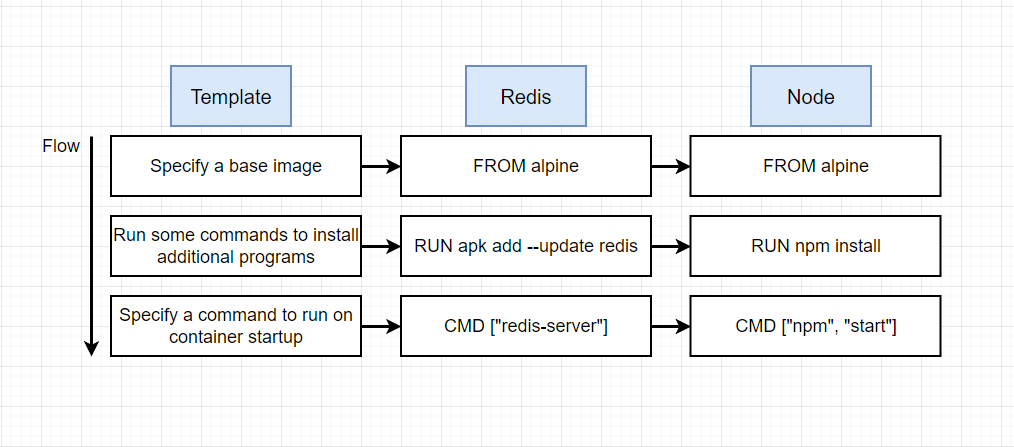 Template
Redis
Node
Flow
Specify a base image
FROM alpine
FROM alpine
Run some commands to install
additional programs
RUN apk add --update redis
RUN npm install
Specify a command to run on
container startup
CMD ["redis-server"]
CMD ["npm", "start"]